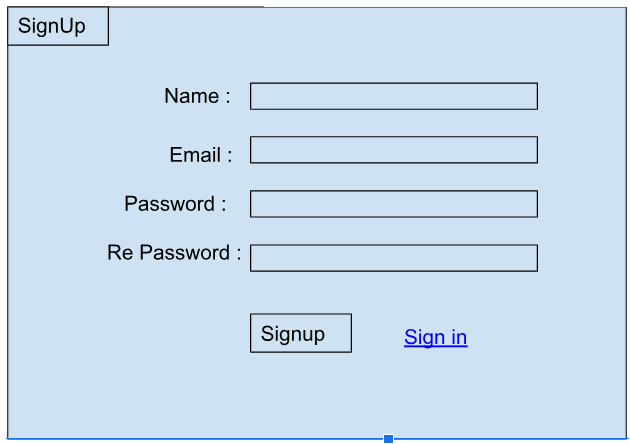 SignUp
Name :
Email :
Password :
Re Password :
Signup
Sign in